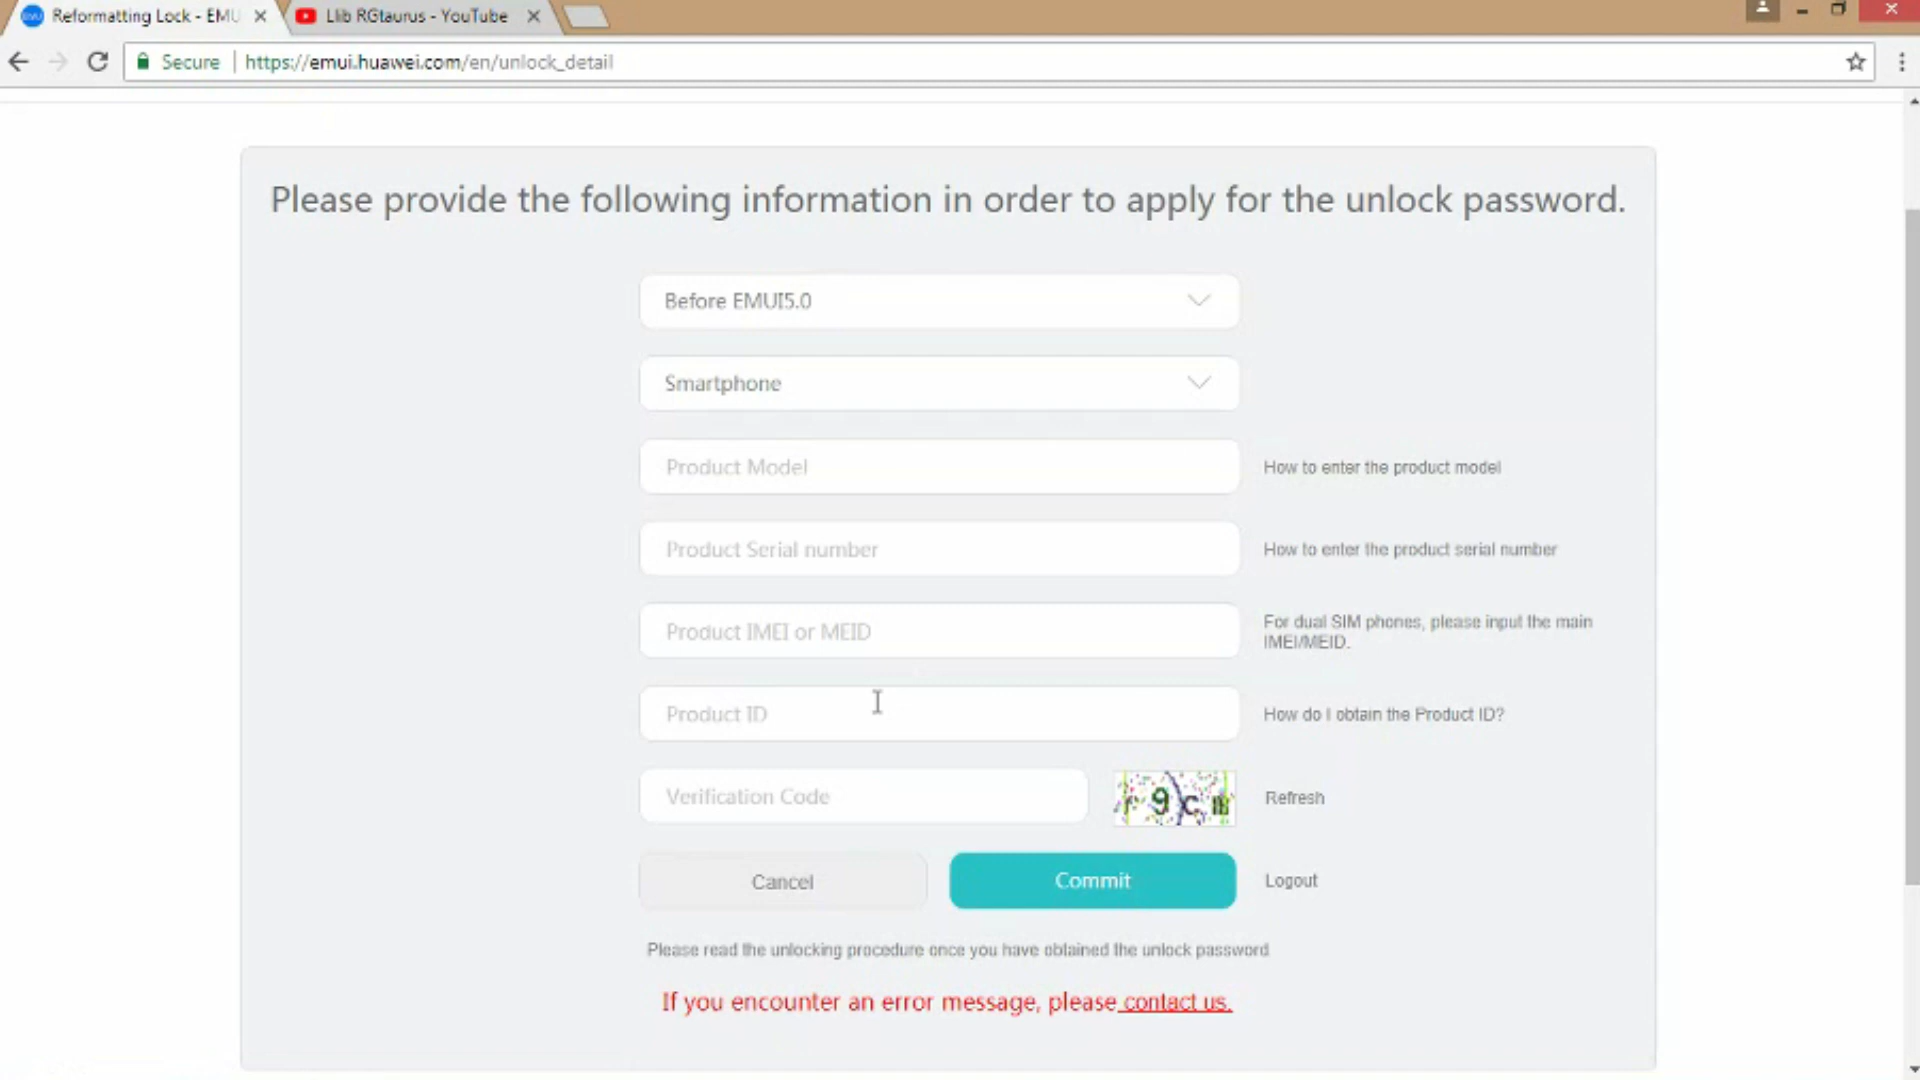 Reformatting Lock - EMU
Llib RGtaurus - YouTube
Secure
https://emui.huawei.com/en/unlock_detail
Please provide the following information in order to apply for the unlock password.
Before EMUI5.0
Smartphone
Product Model
How to enter the product model
Product Serial number
How to enter the product serial number
Product IMEI or MEID
For dual SIM phones, please input the main
IMEI/MEID.
Product ID
How do I obtain the Product ID?
Verification Code
Refresh
Cancel
Commit
Logout
Please read the unlocking procedure once you have obtained the unlock password
If you encounter an error message, please contact us.